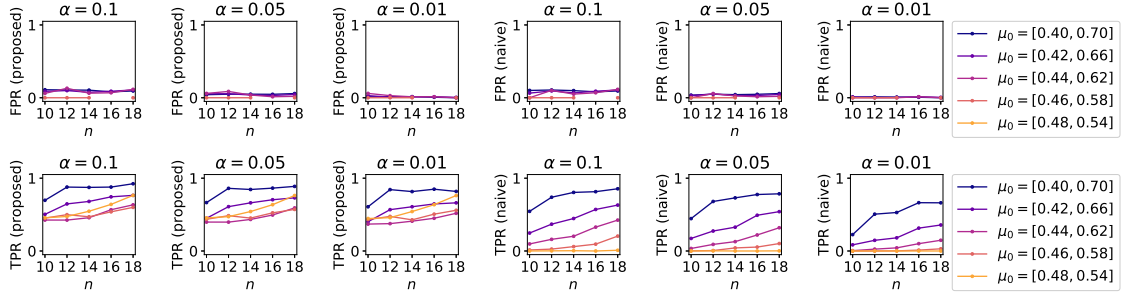 α = 0.1
α = 0.05
α = 0.01
α = 0.1
α = 0.05
α = 0.01
FPR (proposed)
FPR (proposed)
FPR (proposed)
FPR (naive)
FPR (naive)
FPR (naive)
1
0
1
0
1
0
1
0
1
0
1
0
10 12 14 16 18
10 12 14 16 18
10 12 14 16 18
10 12 14 16 18
10 12 14 16 18
10 12 14 16 18
n
n
n
n
n
n
μ₀ = [0.40, 0.70]
μ₀ = [0.42, 0.66]
μ₀ = [0.44, 0.62]
μ₀ = [0.46, 0.58]
μ₀ = [0.48, 0.54]
α = 0.1
α = 0.05
α = 0.01
α = 0.1
α = 0.05
α = 0.01
TPR (proposed)
TPR (proposed)
TPR (proposed)
TPR (naive)
TPR (naive)
TPR (naive)
1
0
1
0
1
0
1
0
1
0
1
0
10 12 14 16 18
10 12 14 16 18
10 12 14 16 18
10 12 14 16 18
10 12 14 16 18
10 12 14 16 18
n
n
n
n
n
n
μ₀ = [0.40, 0.70]
μ₀ = [0.42, 0.66]
μ₀ = [0.44, 0.62]
μ₀ = [0.46, 0.58]
μ₀ = [0.48, 0.54]